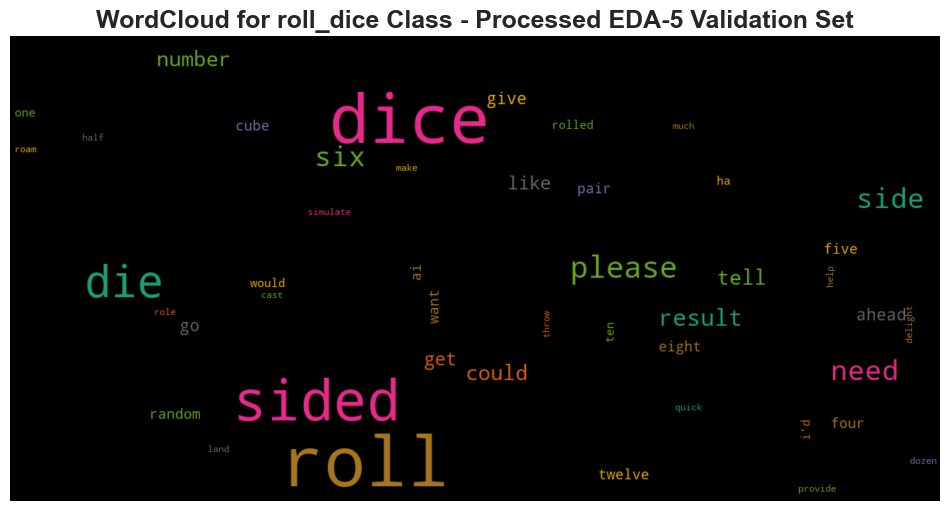 WordCloud for roll_dice Class - Processed EDA-5 Validation Set
number
dice
give
one
cube
rolled
much
half
roam
six
make
like
pair
ha
side
simulate
please
five
die
would
ai
tell
help
cast
want
role
go
throw
ten
result
ahead
delight
eight
get
could
need
sided
random
quick
i'd
four
land
roll
twelve
dozen
provide